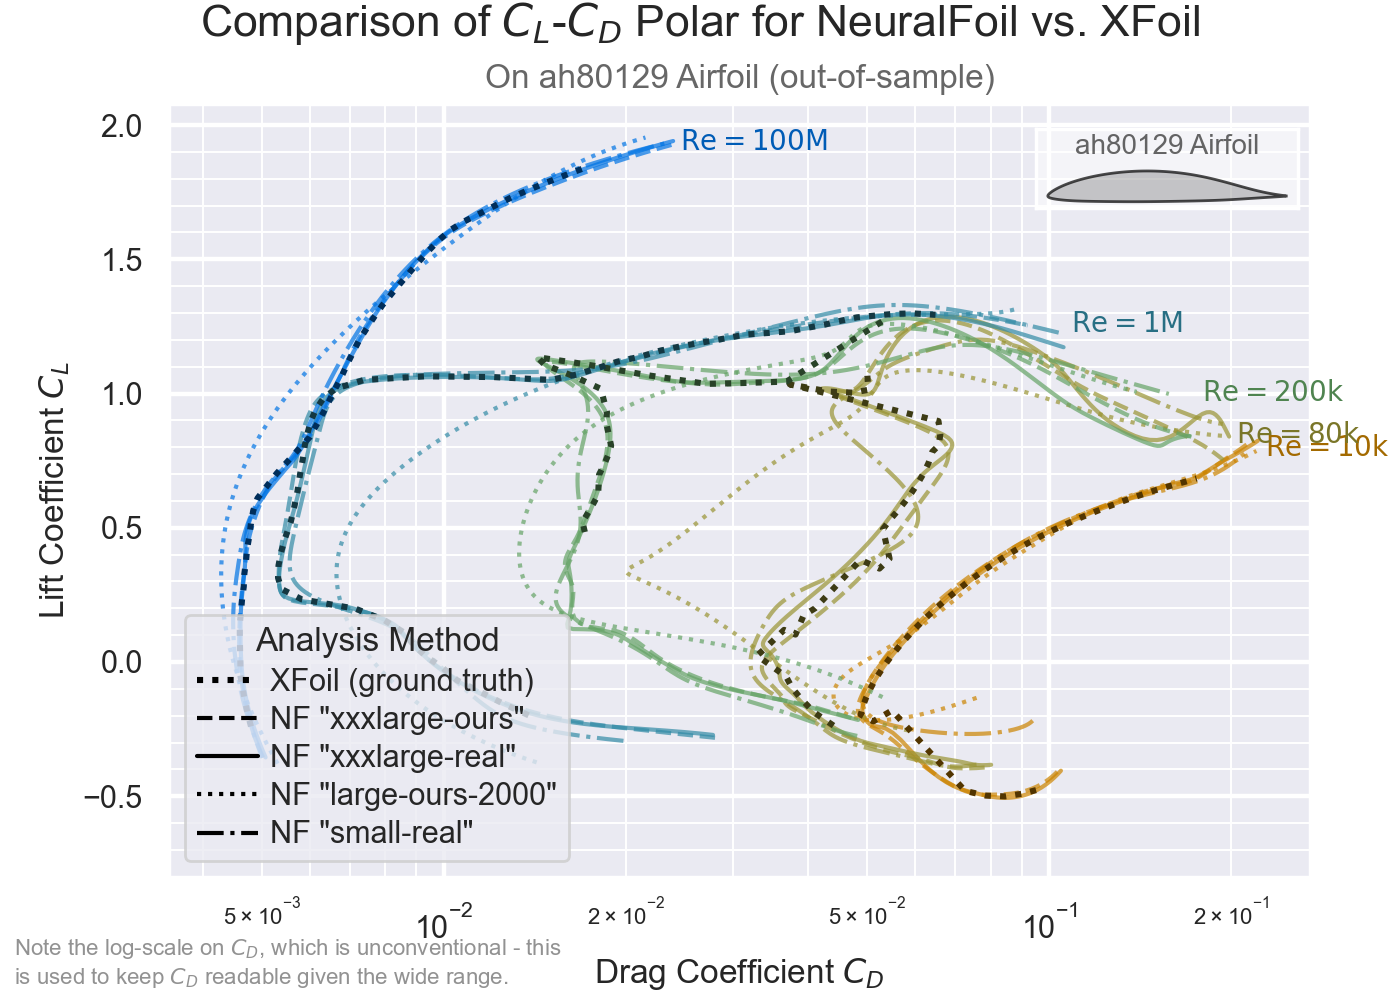 Comparison of C_L-C_D Polar for NeuralFoil vs. XFoil
On ah80129 Airfoil (out-of-sample)
Lift Coefficient C_L
2.0
1.5
1.0
0.5
0.0
−0.5
Re = 100M
ah80129 Airfoil
Re = 1M
Re = 200k
Re = 80k
Re = 10k
Analysis Method
XFoil (ground truth)
NF "xxxlarge-ours"
NF "xxxlarge-real"
NF "large-ours-2000"
NF "small-real"
5 × 10⁻³
10⁻²
2 × 10⁻²
5 × 10⁻²
10⁻¹
2 × 10⁻¹
Drag Coefficient C_D
Note the log-scale on C_D, which is unconventional - this
is used to keep C_D readable given the wide range.